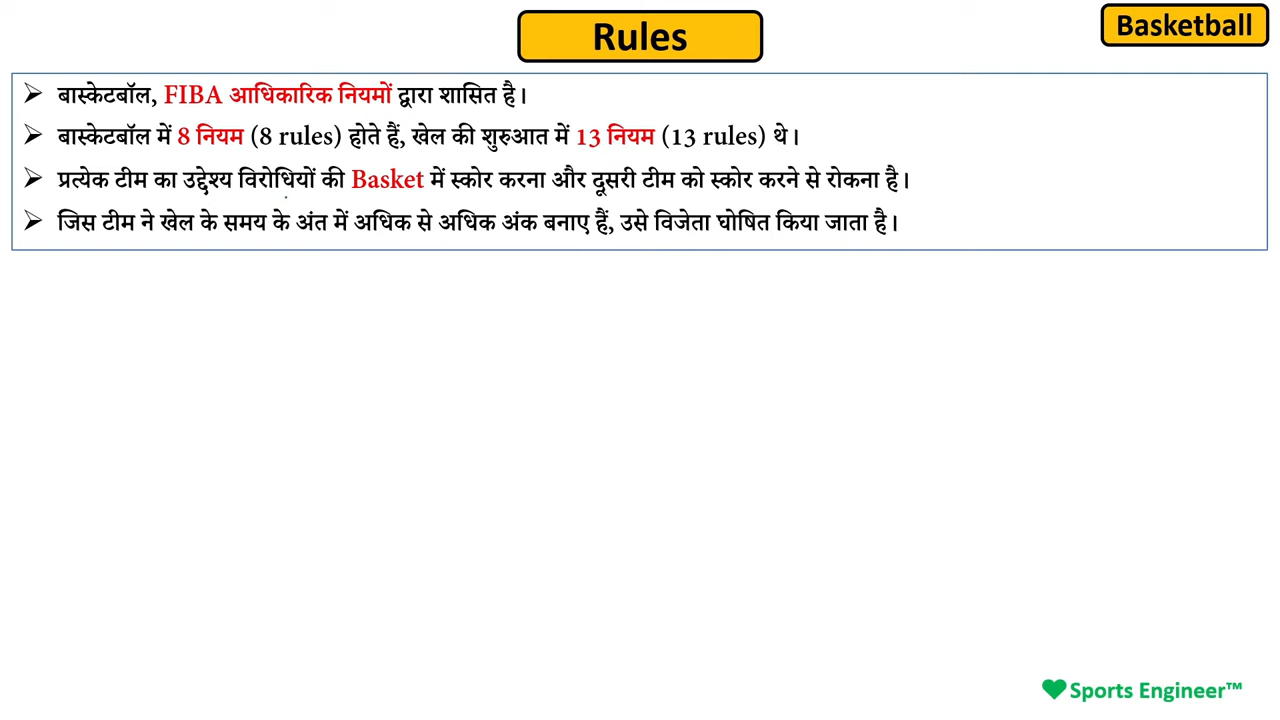 Rules
Basketball
➢ बास्केटबॉल, FIBA आधिकारिक नियमों द्वारा शासित है।
➢ बास्केटबॉल में 8 नियम (8 rules) होते हैं, खेल की शुरुआत में 13 नियम (13 rules) थे।
➢ प्रत्येक टीम का उद्देश्य विरोधियों की Basket में स्कोर करना और दूसरी टीम को स्कोर करने से रोकना है।
➢ जिस टीम ने खेल के समय के अंत में अधिक से अधिक अंक बनाए हैं, उसे विजेता घोषित किया जाता है।
Sports Engineer™